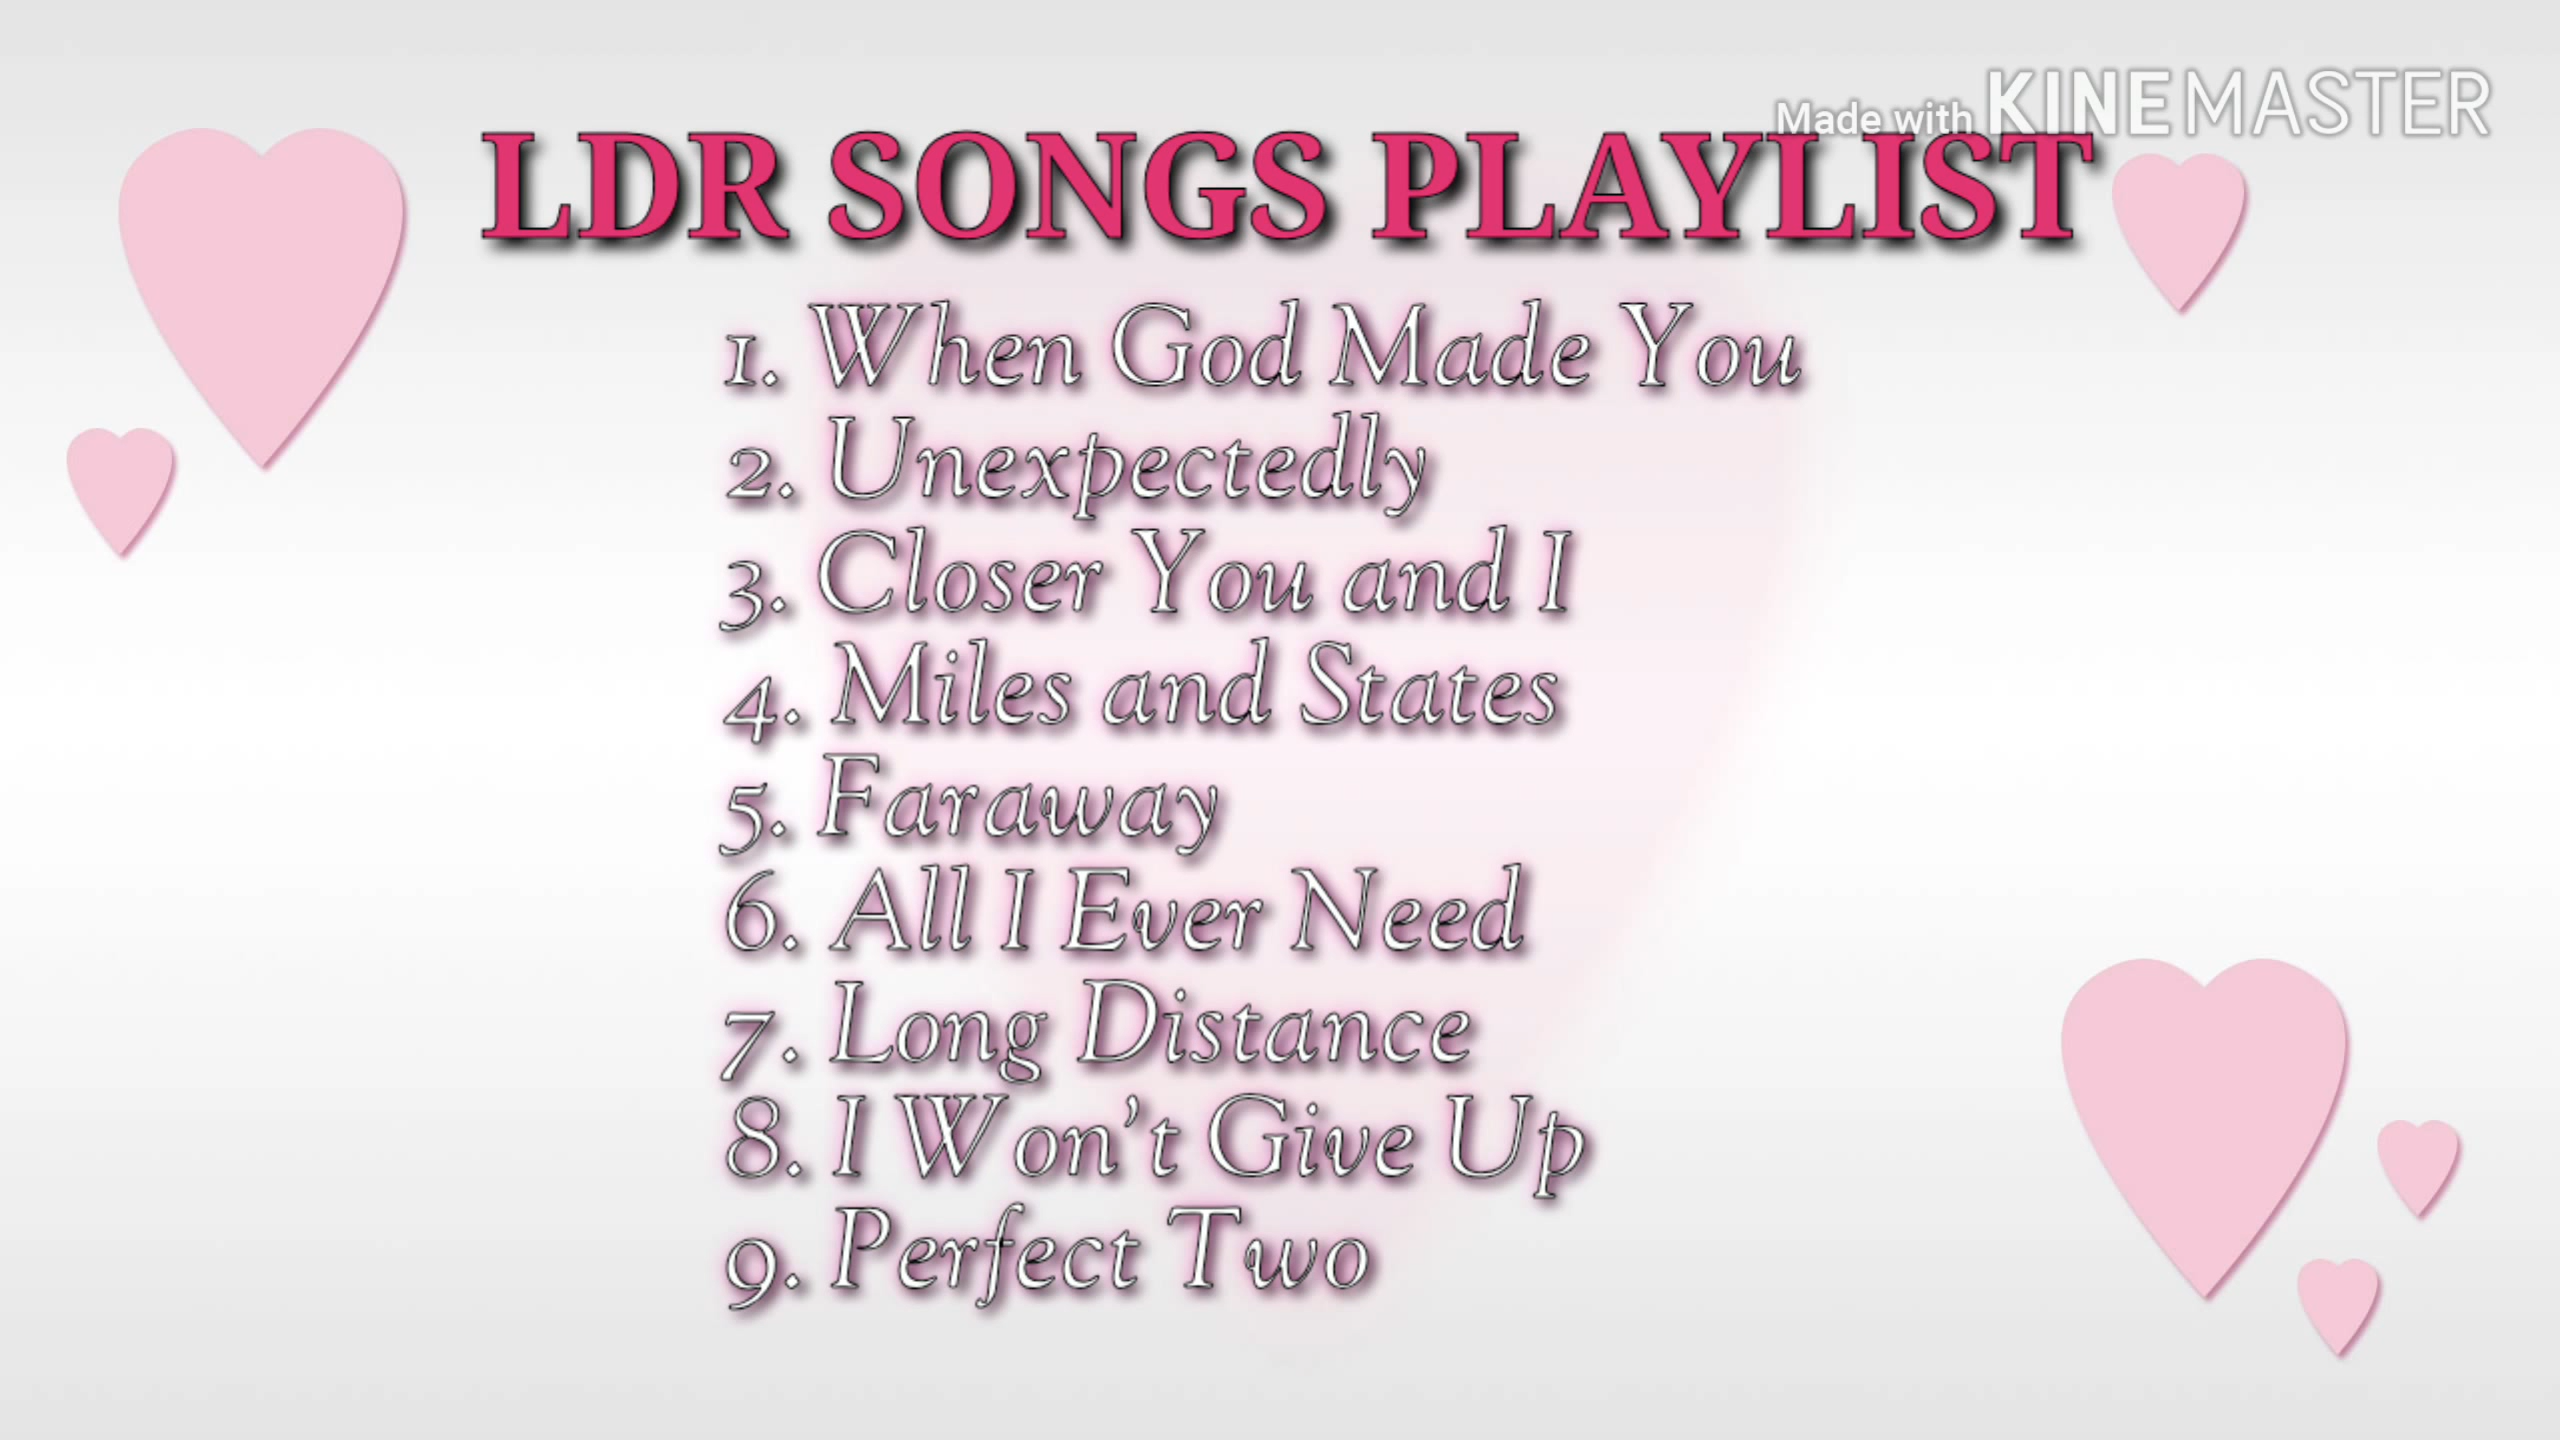 Made with KINEMASTER
LDR SONGS PLAYLIST
1. When God Made You
2. Unexpectedly
3. Closer You and I
4. Miles and States
5. Faraway
6. All I Ever Need
7. Long Distance
8. I Won't Give Up
9. Perfect Two